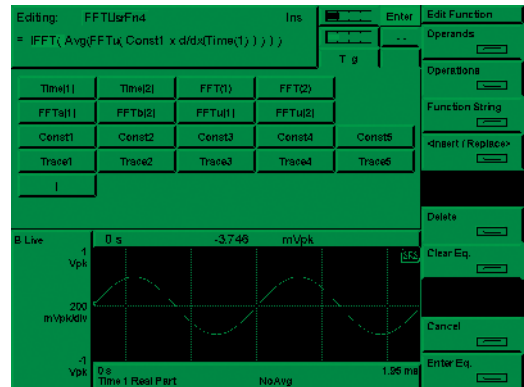 Editing: FFTUsrFn4 Ins Enter
= IFFT( Avg(FFTu( Const1 x d/dx(Time(1) ) ) ) )
Edit Function
Operands
Operations
Function String
<Insert / Replace>
Delete
Clear Eq.
Cancel
Enter Eq.
Time(1) Time(2) FFT(1) FFT(2)
FFTa(1) FFTb(2) FFTu(1) FFTu(2)
Const1 Const2 Const3 Const4 Const5
Trace1 Trace2 Trace3 Trace4 Trace5
B Live 0 s -3.746 mVpk
1
Vpk
SRS
200
mVpk/div
-1
Vpk
0 s 1.95 ms
Time 1 Real Part NoAvg